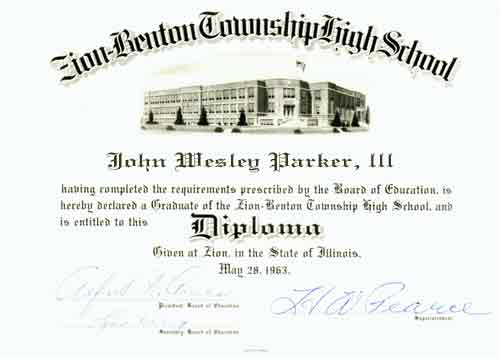 Zion-Benton Township High School
John Wesley Parker, III
having completed the requirements prescribed by the Board of Education, is
hereby declared a Graduate of the Zion-Benton Township High School, and
is entitled to this Diploma
Given at Zion, in the State of Illinois,
May 28, 1963.
H W Pearce
President Board of Education
Superintendent
Secretary Board of Education